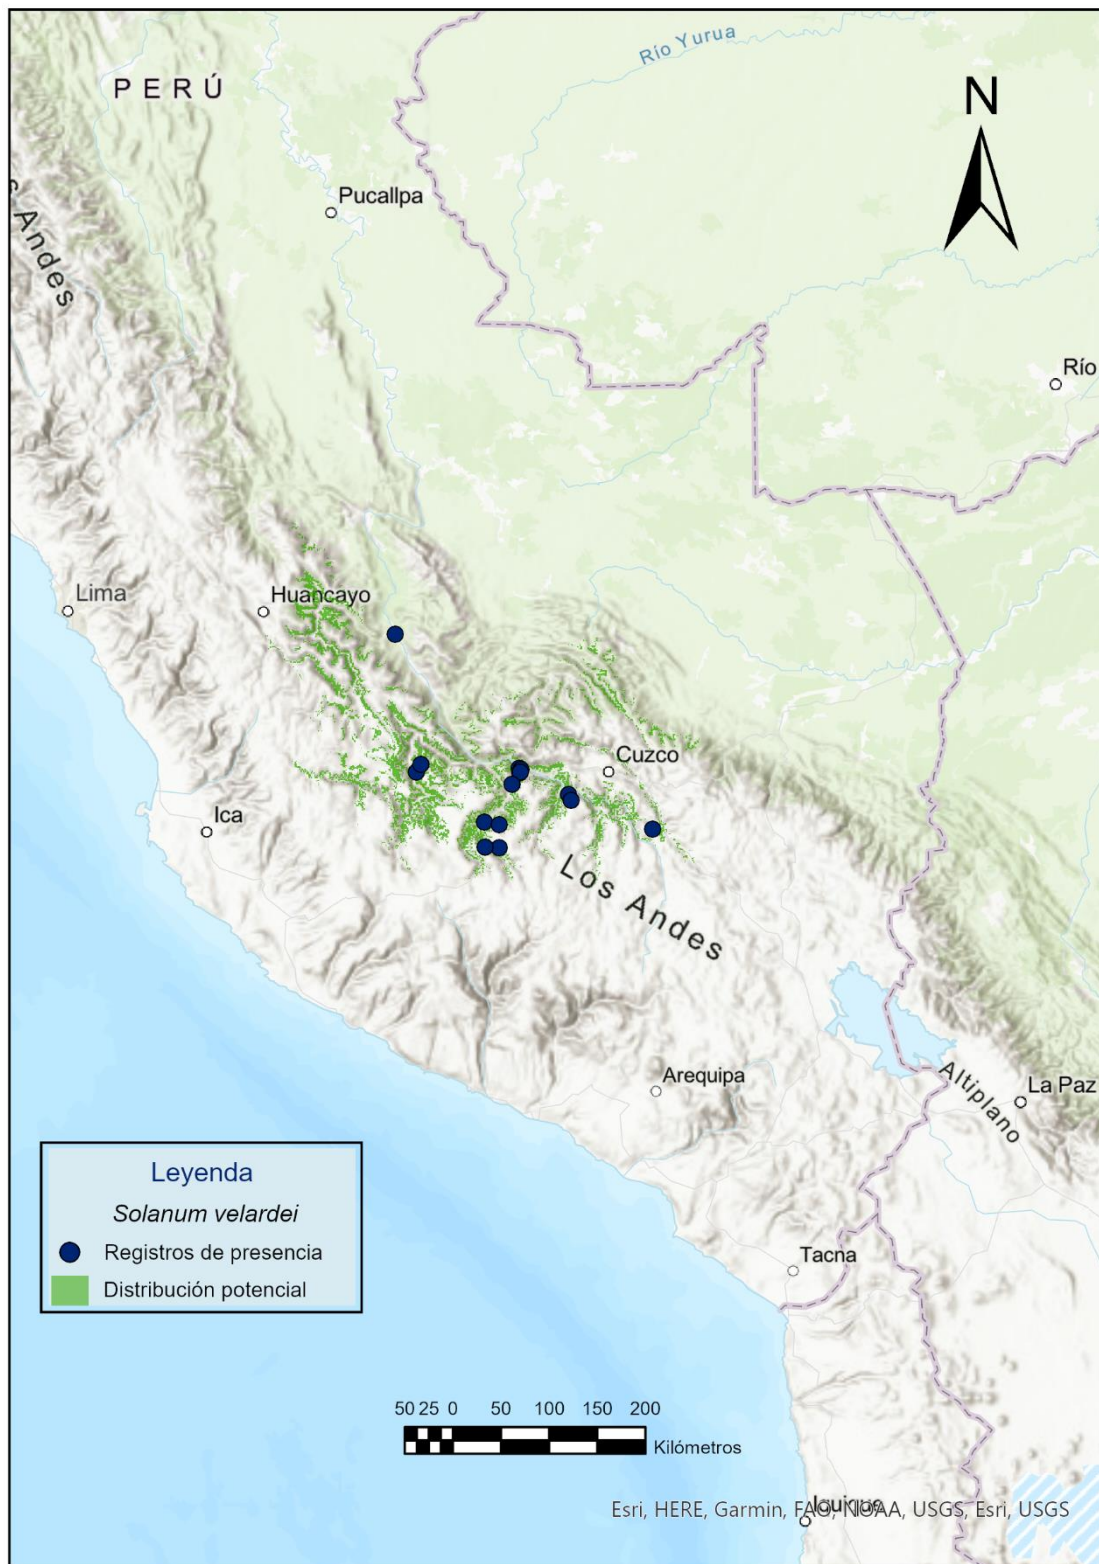 Río Yurua
PERÚ
N
Pucallpa
s Andes
Río
Lima
Huancayo
Cuzco
Ica
Los Andes
Arequipa
Altiplano
La Paz
Leyenda
Solanum velardei
Registros de presencia
Distribución potencial
Tacna
50 25 0 50 100 150 200
Kilómetros
Esri, HERE, Garmin, FAO, NOAA, USGS, Esri, USGS
Iquique